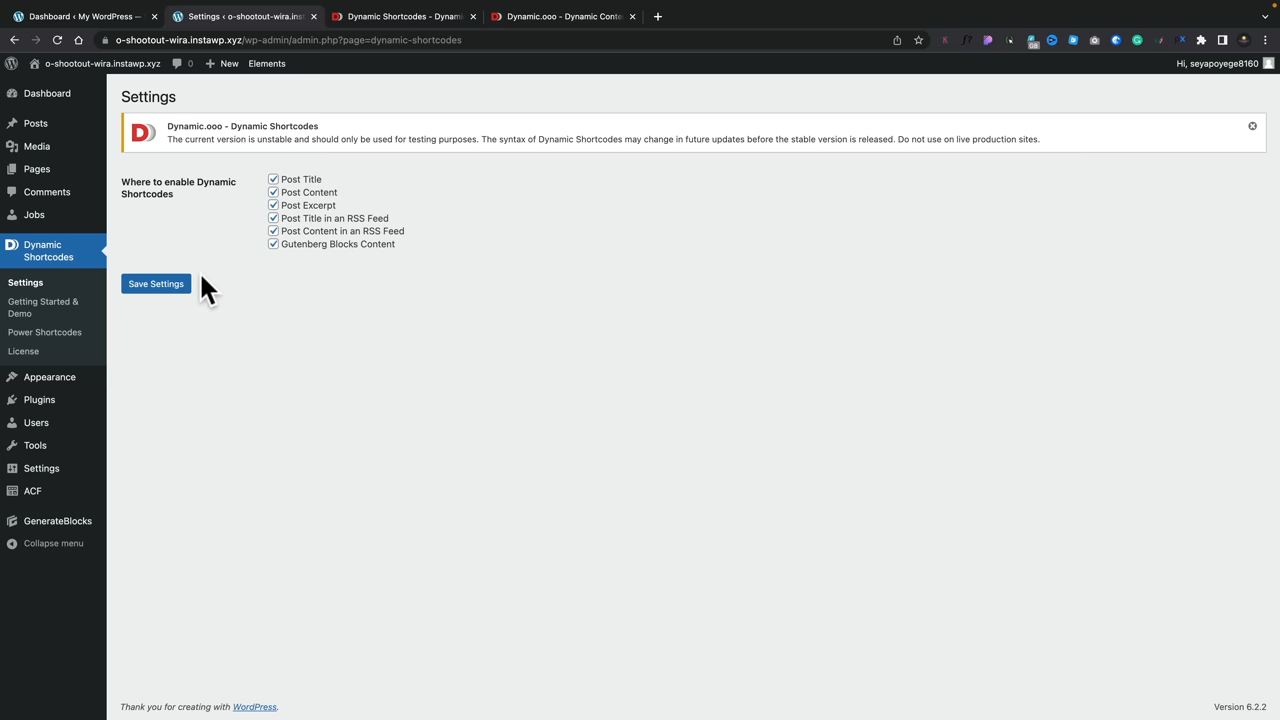 Dashboard ‹ My WordPress —
Settings ‹ o-shootout-wira.inst
Dynamic Shortcodes - Dynami
Dynamic.ooo - Dynamic Conte
o-shootout-wira.instawp.xyz/wp-admin/admin.php?page=dynamic-shortcodes
o-shootout-wira.instawp.xyz
0
New
Elements
Hi, seyapoyege8160
Dashboard
Posts
Media
Pages
Comments
Jobs
Dynamic
Shortcodes
Settings
Getting Started &
Demo
Power Shortcodes
License
Appearance
Plugins
Users
Tools
Settings
ACF
GenerateBlocks
Collapse menu
Settings
Dynamic.ooo - Dynamic Shortcodes
The current version is unstable and should only be used for testing purposes. The syntax of Dynamic Shortcodes may change in future updates before the stable version is released. Do not use on live production sites.
Where to enable Dynamic
Shortcodes
Post Title
Post Content
Post Excerpt
Post Title in an RSS Feed
Post Content in an RSS Feed
Gutenberg Blocks Content
Save Settings
Thank you for creating with WordPress.
Version 6.2.2